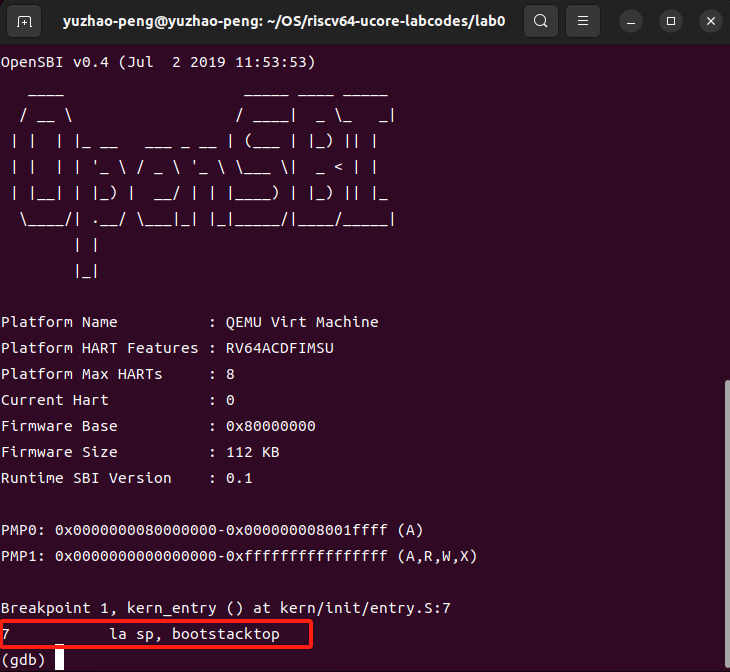 yuzhao-peng@yuzhao-peng: ~/OS/riscv64-ucore-labcodes/lab0
OpenSBI v0.4 (Jul  2 2019 11:53:53)
   ____                    _____ ____ _____
  / __ \                  / ____|  _ \_   _|
 | |  | |_ __   ___ _ __ | (___ | |_) || |
 | |  | | '_ \ / _ \ '_ \ \___ \|  _ < | |
 | |__| | |_) |  __/ | | |____) | |_) || |_
  \____/| .__/ \___|_| |_|_____/|____/_____|
        | |
        |_|
Platform Name          : QEMU Virt Machine
Platform HART Features : RV64ACDFIMSU
Platform Max HARTs     : 8
Current Hart           : 0
Firmware Base          : 0x80000000
Firmware Size          : 112 KB
Runtime SBI Version    : 0.1
PMP0: 0x0000000080000000-0x000000008001ffff (A)
PMP1: 0x0000000000000000-0xffffffffffffffff (A,R,W,X)
Breakpoint 1, kern_entry () at kern/init/entry.S:7
7           la sp, bootstacktop
(gdb)